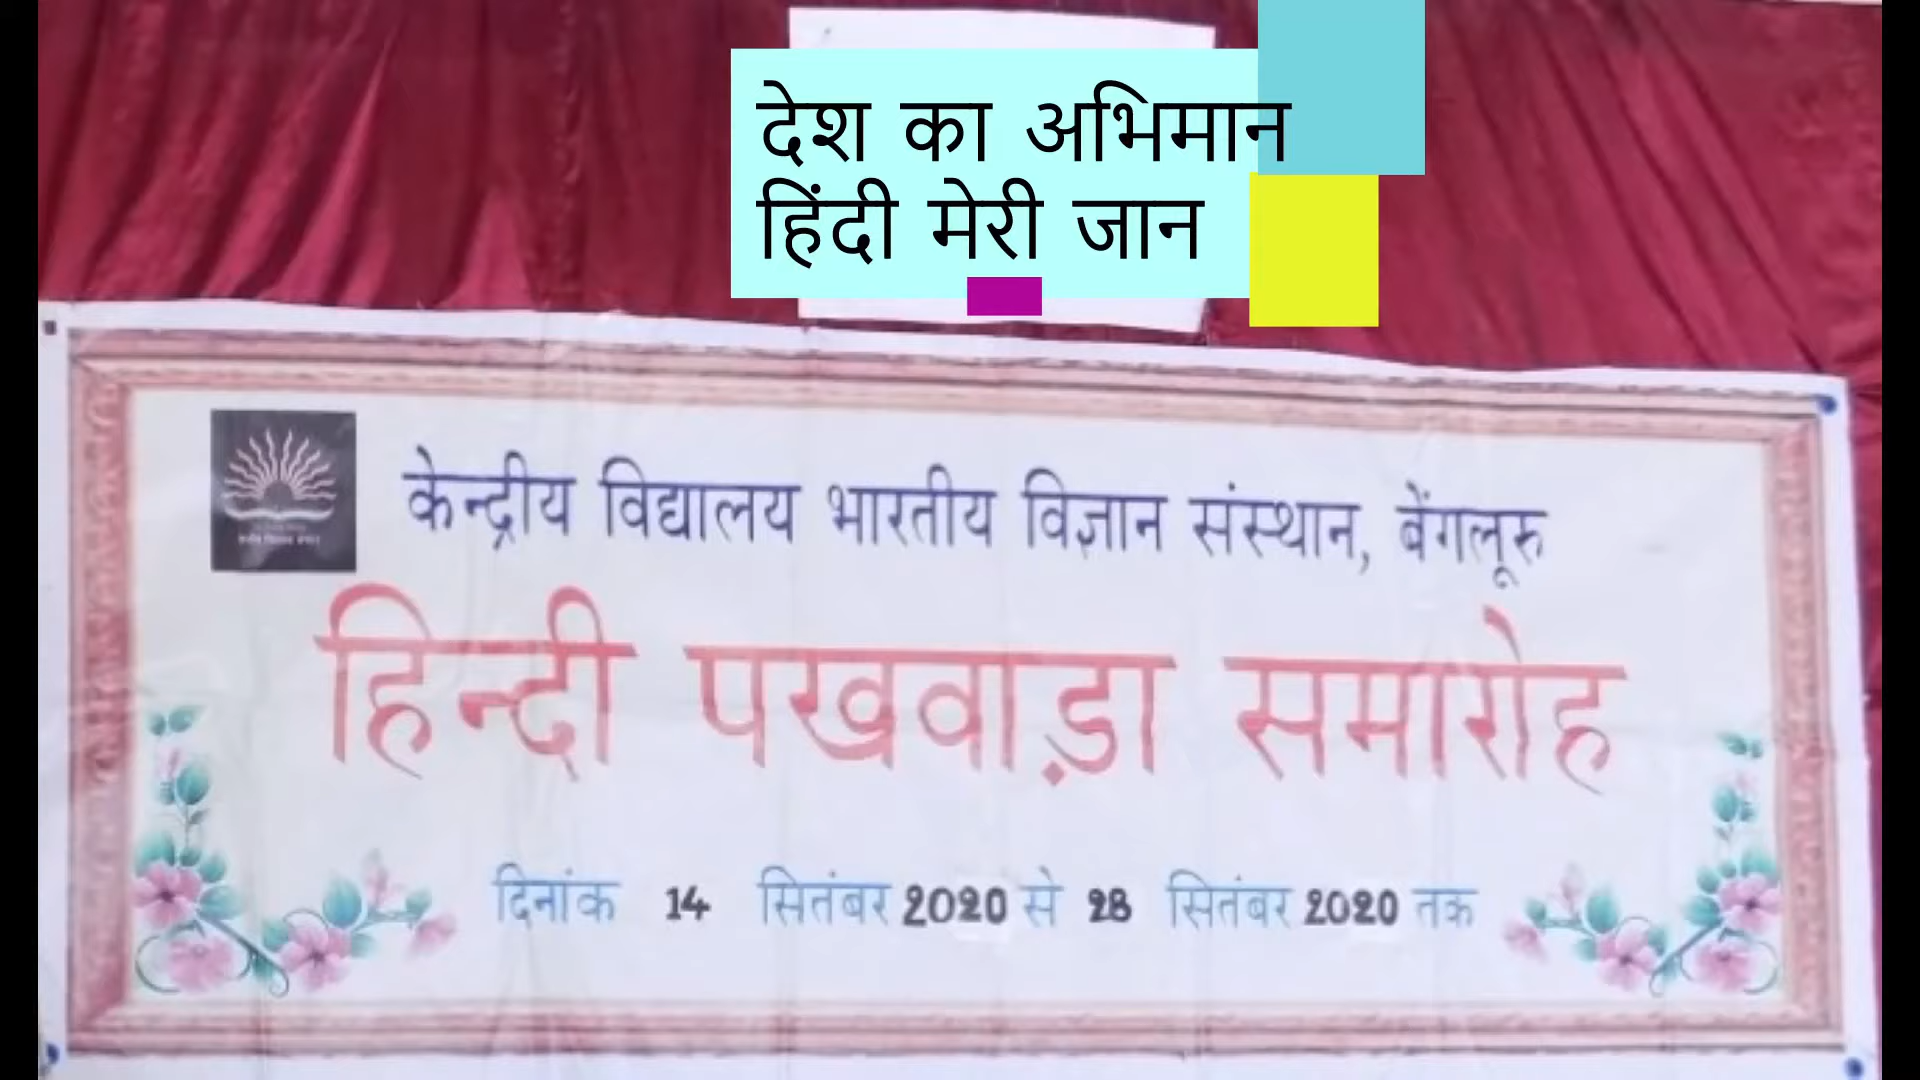 देश का अभिमान
हिंदी मेरी जान
केन्द्रीय विद्यालय भारतीय विज्ञान संस्थान, बेंगलूरु
हिन्दी पखवाड़ा समारोह
दिनांक 14 सितंबर 2020 से 28 सितंबर 2020 तक